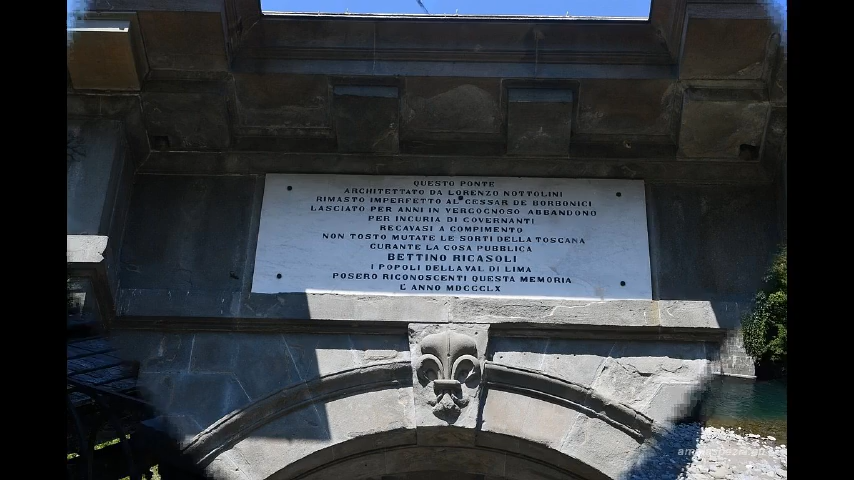 QUESTO PONTE
ARCHITETTATO DA LORENZO NOTTOLINI
RIMASTO IMPERFETTO AL CESSAR DE BORBONICI
LASCIATO PER ANNI IN VERGOGNOSO ABBANDONO
PER INCURIA DI GOVERNANTI
RECAVASI A COMPIMENTO
NON TOSTO MUTATE LE SORTI DELLA TOSCANA
CURANTE LA COSA PUBBLICA
BETTINO RICASOLI
I POPOLI DELLA VAL DI LIMA
POSERO RICONOSCENTI QUESTA MEMORIA
L'ANNO MDCCCLX